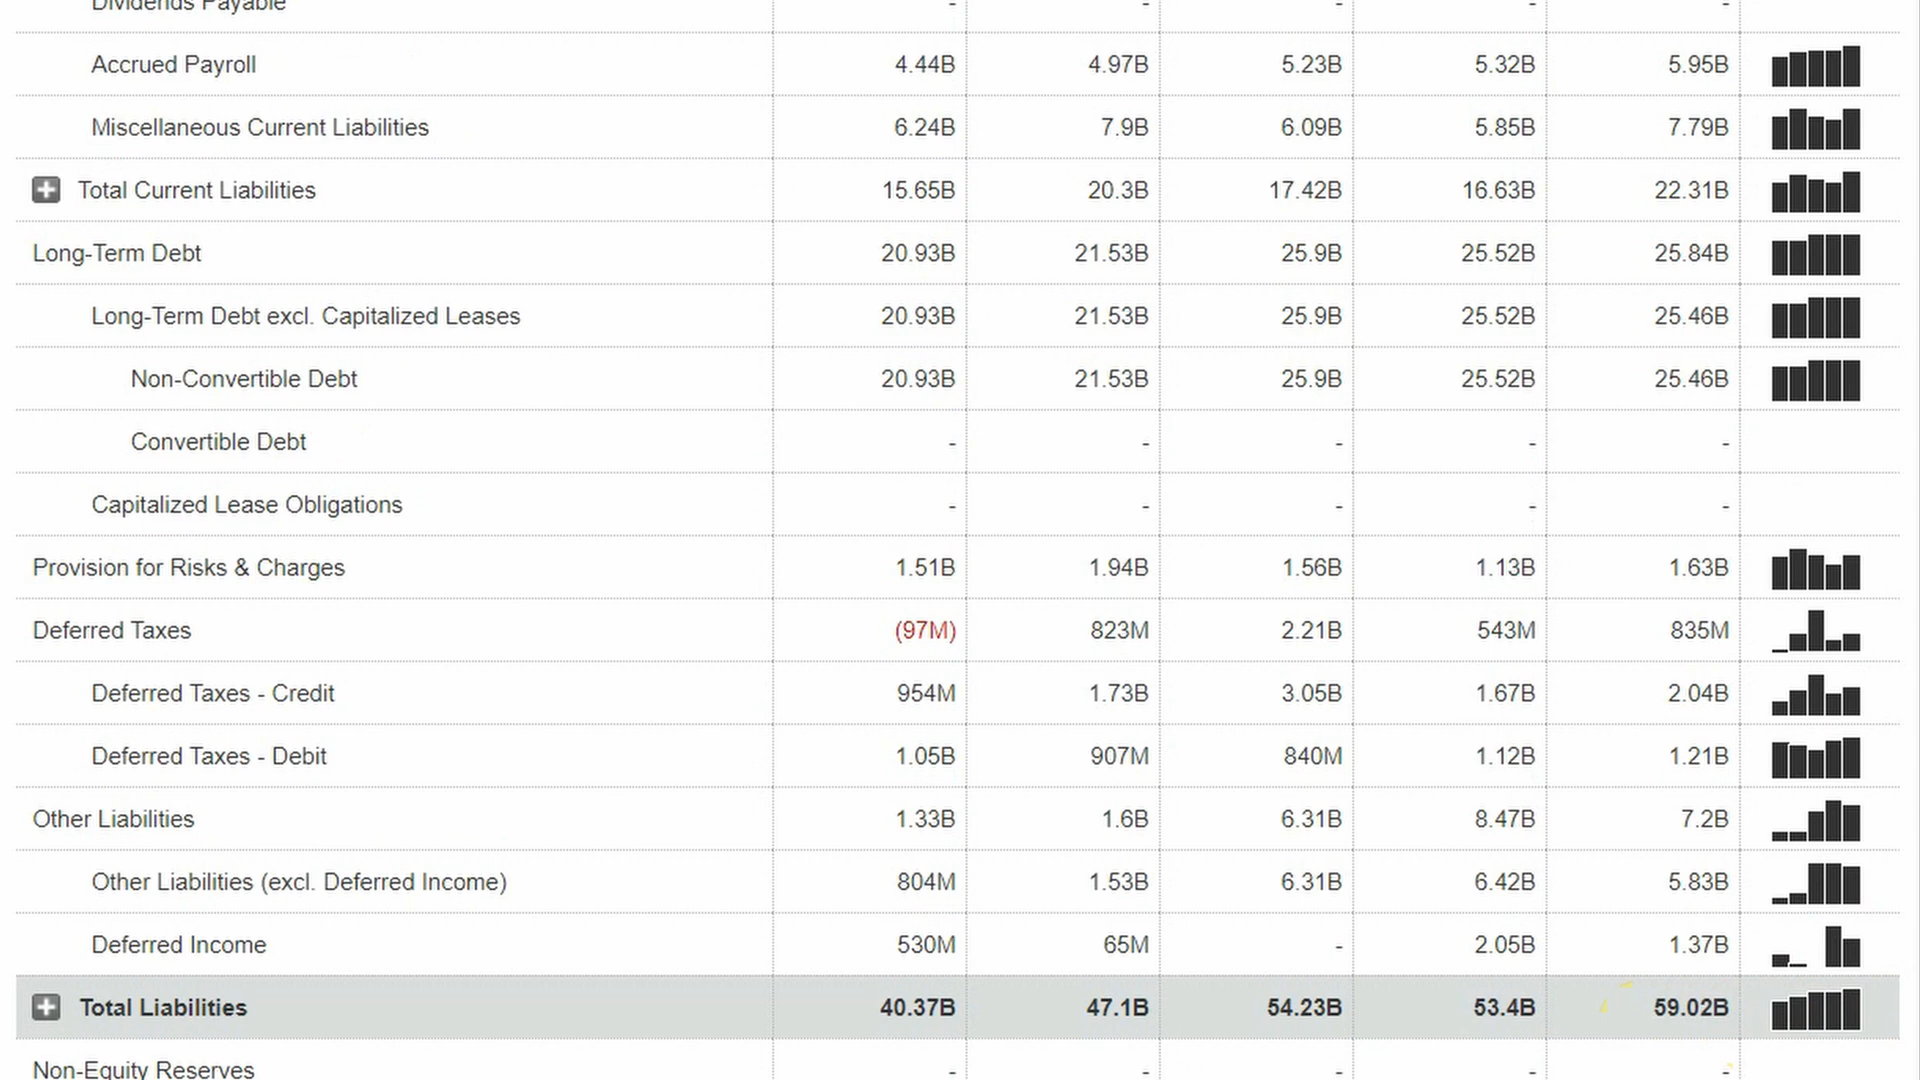 Dividends Payable - - - - -
Accrued Payroll 4.44B 4.97B 5.23B 5.32B 5.95B
Miscellaneous Current Liabilities 6.24B 7.9B 6.09B 5.85B 7.79B
Total Current Liabilities 15.65B 20.3B 17.42B 16.63B 22.31B
Long-Term Debt 20.93B 21.53B 25.9B 25.52B 25.84B
Long-Term Debt excl. Capitalized Leases 20.93B 21.53B 25.9B 25.52B 25.46B
Non-Convertible Debt 20.93B 21.53B 25.9B 25.52B 25.46B
Convertible Debt - - - - -
Capitalized Lease Obligations - - - - -
Provision for Risks & Charges 1.51B 1.94B 1.56B 1.13B 1.63B
Deferred Taxes (97M) 823M 2.21B 543M 835M
Deferred Taxes - Credit 954M 1.73B 3.05B 1.67B 2.04B
Deferred Taxes - Debit 1.05B 907M 840M 1.12B 1.21B
Other Liabilities 1.33B 1.6B 6.31B 8.47B 7.2B
Other Liabilities (excl. Deferred Income) 804M 1.53B 6.31B 6.42B 5.83B
Deferred Income 530M 65M - 2.05B 1.37B
Total Liabilities 40.37B 47.1B 54.23B 53.4B 59.02B
Non-Equity Reserves - - - - -